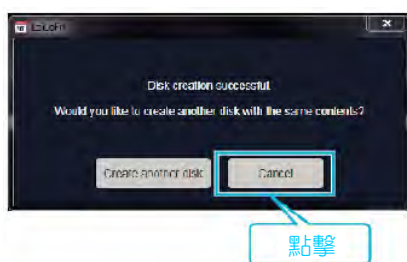 LoiLoFit
Disk creation successful.
Would you like to create another disk with the same contents?
Create another disk
Cancel
點擊